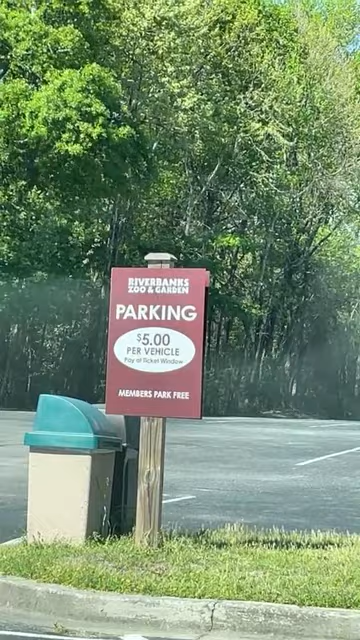 RIVERBANKS
ZOO & GARDEN
PARKING
$5.00
PER VEHICLE
Pay at Ticket Window
MEMBERS PARK FREE